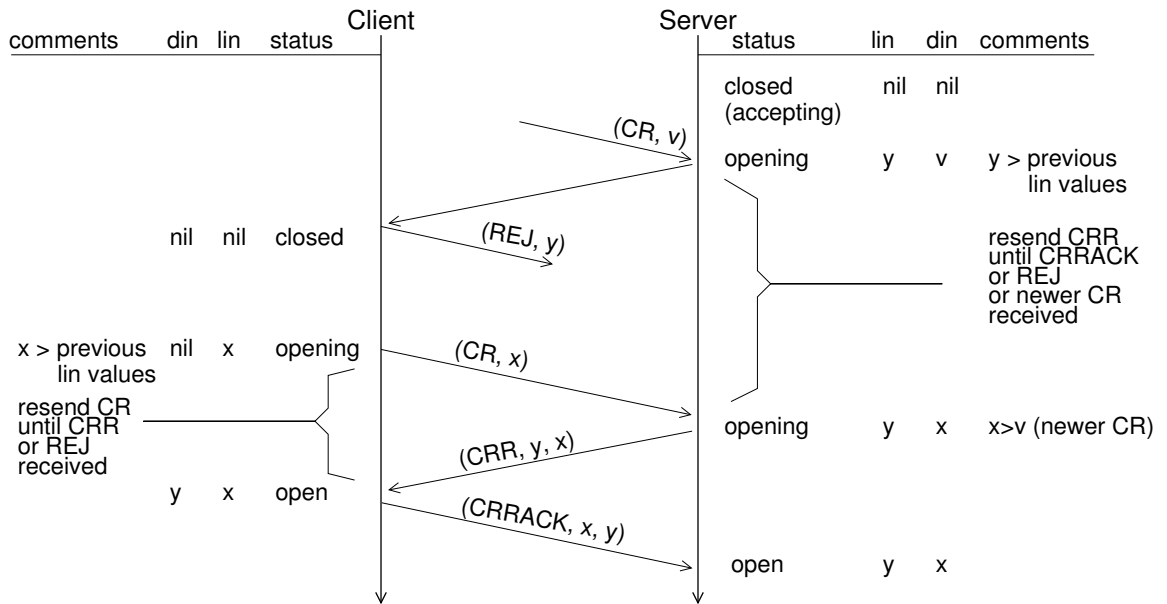 Client Server
comments din lin status
status lin din comments
closed nil nil
(accepting)
(CR, v)
opening y v y > previous
lin values
nil nil closed
(REJ, y)
resend CRR
until CRRACK
or REJ
or newer CR
received
x > previous nil x opening
lin values
(CR, x)
resend CR
until CRR
or REJ
received
opening y x x>v (newer CR)
(CRR, y, x)
y x open
(CRRACK, x, y)
open y x